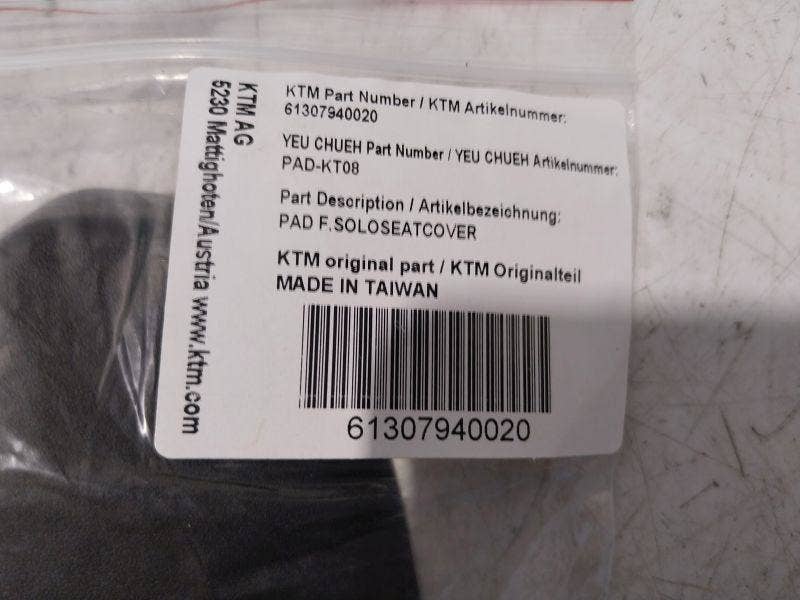 KTM AG
5230 Mattighofen/Austria www.ktm.com
KTM Part Number / KTM Artikelnummer:
61307940020
YEU CHUEH Part Number / YEU CHUEH Artikelnummer:
PAD-KT08
Part Description / Artikelbezeichnung:
PAD F.SOLOSEATCOVER
KTM original part / KTM Originalteil
MADE IN TAIWAN
61307940020